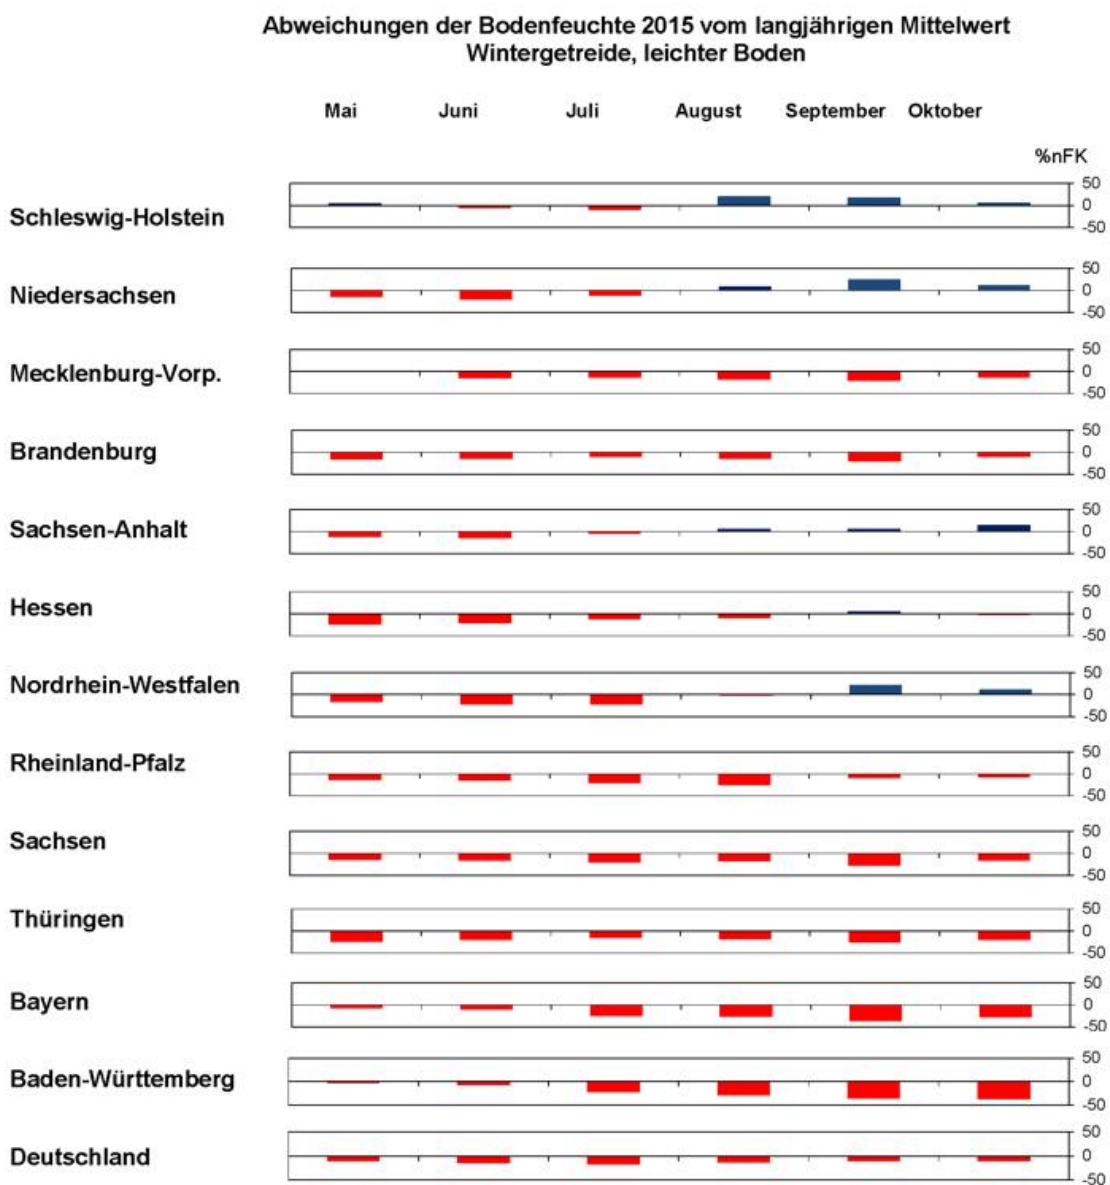 Abweichungen der Bodenfeuchte 2015 vom langjährigen Mittelwert
Wintergetreide, leichter Boden
Mai Juni Juli August September Oktober
%nFK
50
Schleswig-Holstein 0
-50
50
Niedersachsen 0
-50
50
Mecklenburg-Vorp. 0
-50
50
Brandenburg 0
-50
50
Sachsen-Anhalt 0
-50
50
Hessen 0
-50
50
Nordrhein-Westfalen 0
-50
50
Rheinland-Pfalz 0
-50
50
Sachsen 0
-50
50
Thüringen 0
-50
50
Bayern 0
-50
50
Baden-Württemberg 0
-50
50
Deutschland 0
-50